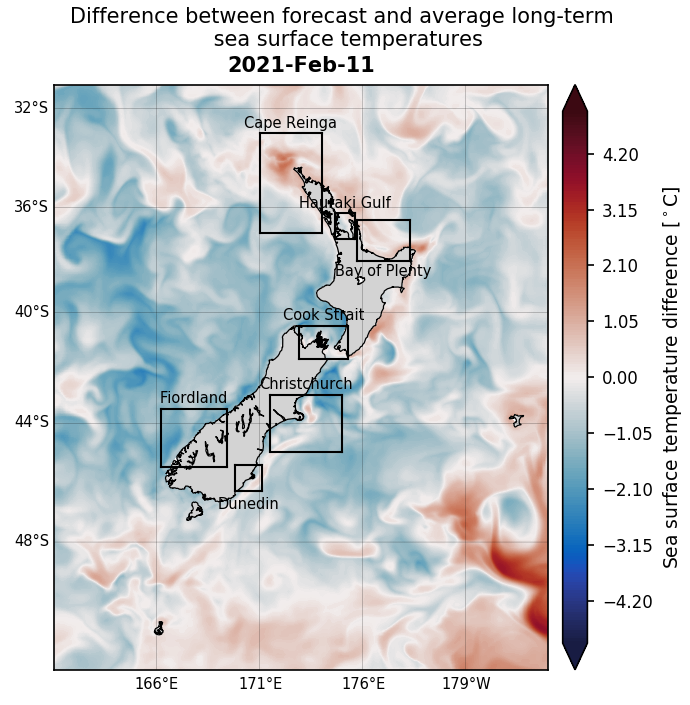 Difference between forecast and average long-term
sea surface temperatures
2021-Feb-11
32°S
36°S
40°S
44°S
48°S
Cape Reinga
Hauraki Gulf
Bay of Plenty
Cook Strait
Christchurch
Fiordland
Dunedin
166°E
171°E
176°E
179°W
4.20
3.15
2.10
1.05
0.00
−1.05
−2.10
−3.15
−4.20
Sea surface temperature difference [°C]